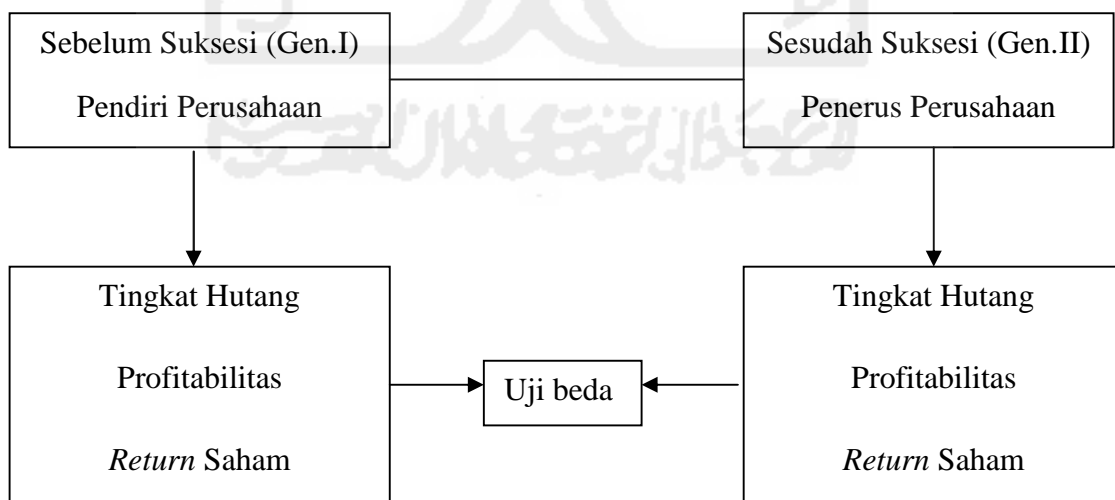 Sebelum Suksesi (Gen.I)
Pendiri Perusahaan
Sesudah Suksesi (Gen.II)
Penerus Perusahaan
Tingkat Hutang
Profitabilitas
Return Saham
Uji beda
Tingkat Hutang
Profitabilitas
Return Saham